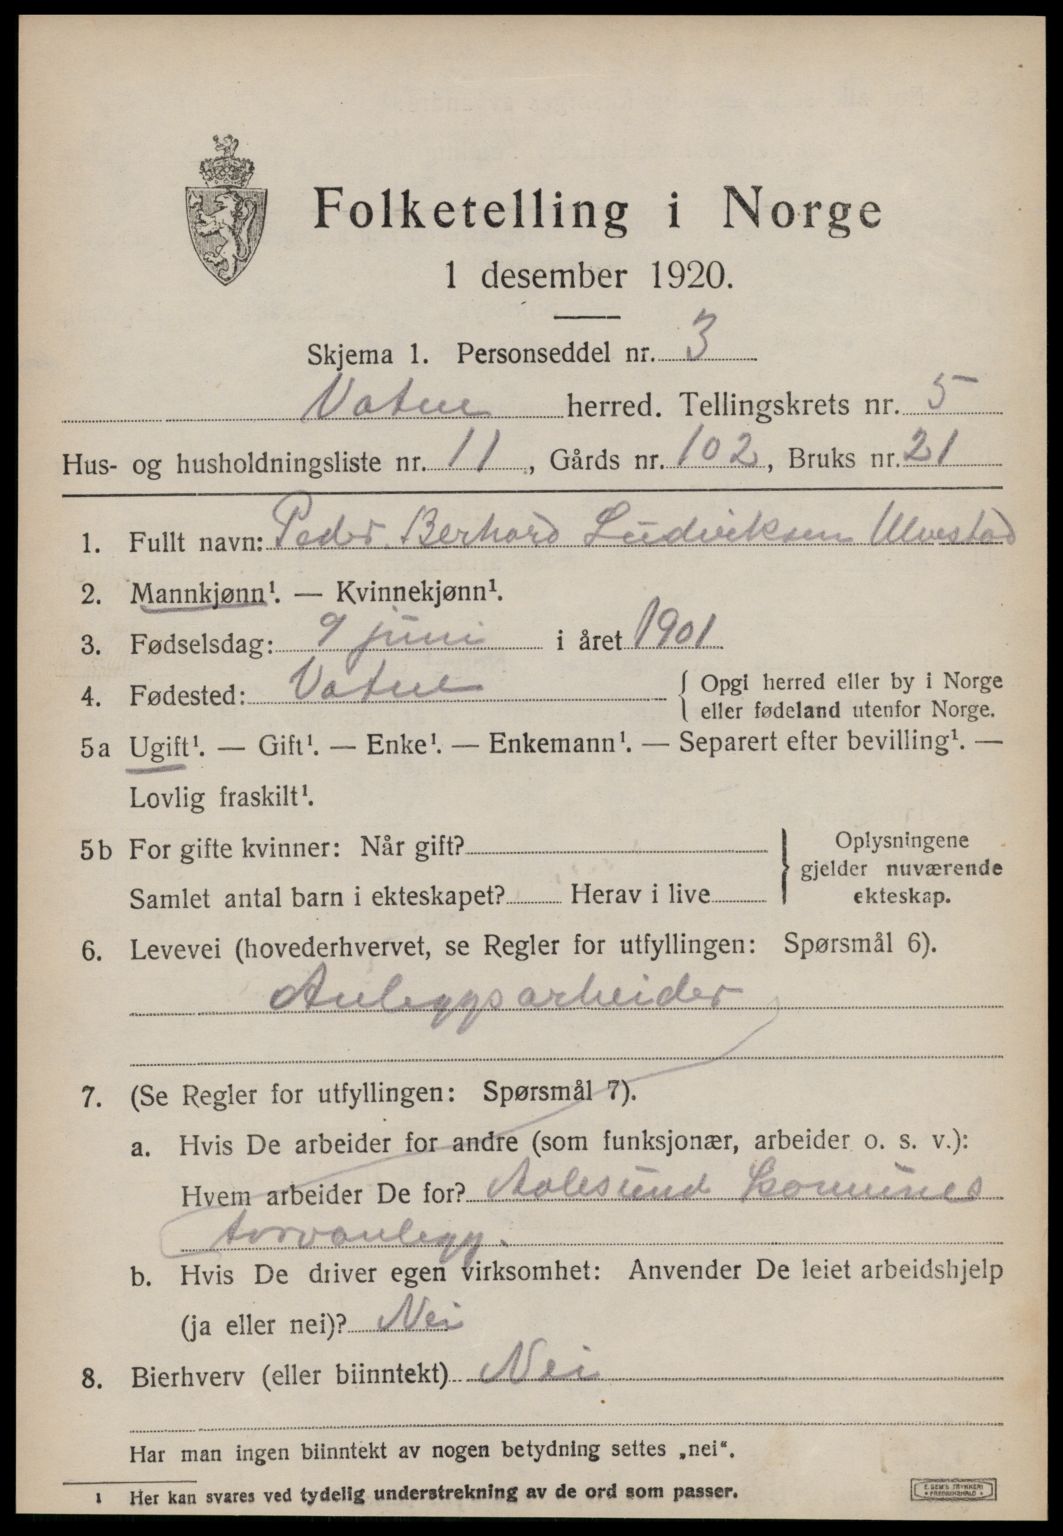 Folketelling i Norge
1 desember 1920.
Skjema 1. Personseddel nr. 3
Vatne herred. Tellingskrets nr. 5
Hus- og husholdningsliste nr. 11, Gårds nr. 102, Bruks nr. 21
1. Fullt navn: Peder Berhard Ludviksen Ulvestad
2. Mannkjønn¹. — Kvinnekjønn¹.
3. Fødselsdag: 9 juni i året 1901
4. Fødested: Vatne { Opgi herred eller by i Norge
eller fødeland utenfor Norge.
5a Ugift¹. — Gift¹. — Enke¹. — Enkemann¹. — Separert efter bevilling¹. —
Lovlig fraskilt¹.
5b For gifte kvinner: Når gift? } Oplysningene
gjelder nuværende
Samlet antal barn i ekteskapet? Herav i live ekteskap.
6. Levevei (hovederhvervet, se Regler for utfyllingen: Spørsmål 6).
Anleggsarbeider
7. (Se Regler for utfyllingen: Spørsmål 7).
a. Hvis De arbeider for andre (som funksjonær, arbeider o. s. v.):
Hvem arbeider De for? Aalesund Komunes
torvanlegg.
b. Hvis De driver egen virksomhet: Anvender De leiet arbeidshjelp
(ja eller nei)? Nei
8. Bierhverv (eller biinntekt) Nei
Har man ingen biinntekt av nogen betydning settes „nei".
¹ Her kan svares ved tydelig understrekning av de ord som passer.
E. SEM'S TRYKKERI
FREDRIKSHALD